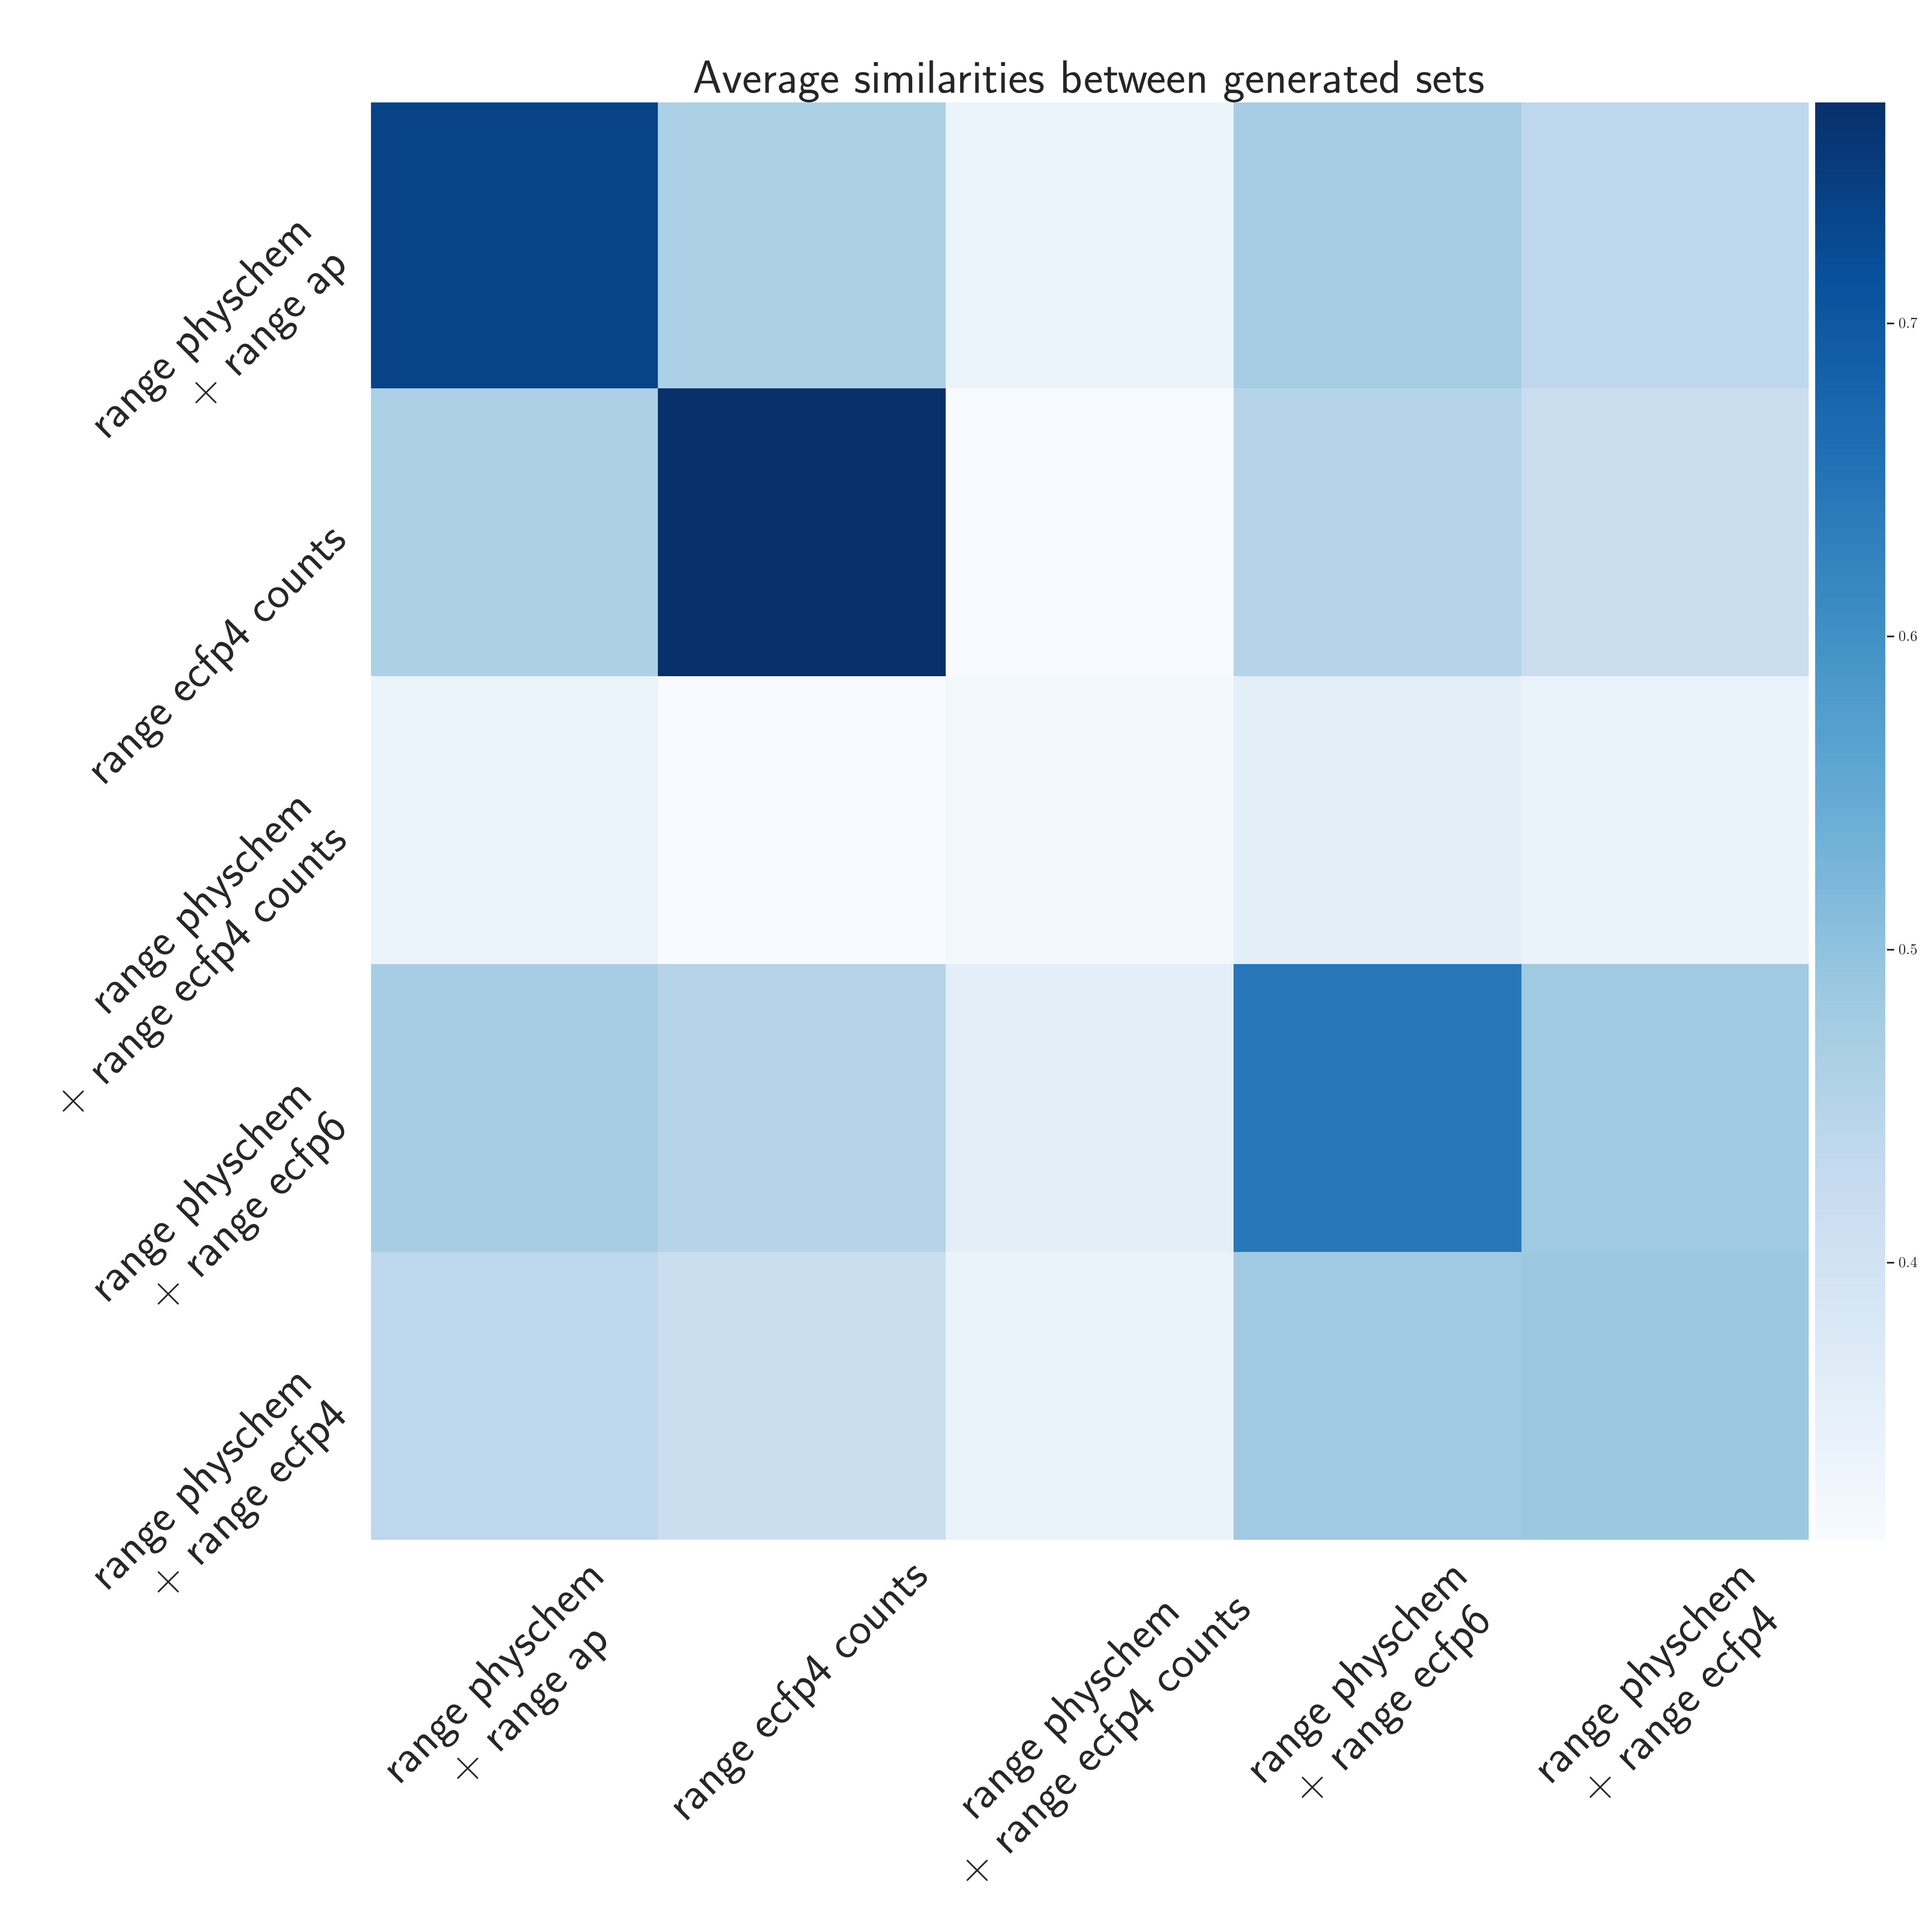 Average similarities between generated sets
range physchem
× range ap
range ecfp4 counts
range physchem
× range ecfp4 counts
range physchem
× range ecfp6
range physchem
× range ecfp4
0.7
0.6
0.5
0.4
range physchem
× range ap
range ecfp4 counts
range physchem
× range ecfp4 counts
range physchem
× range ecfp6
range physchem
× range ecfp4